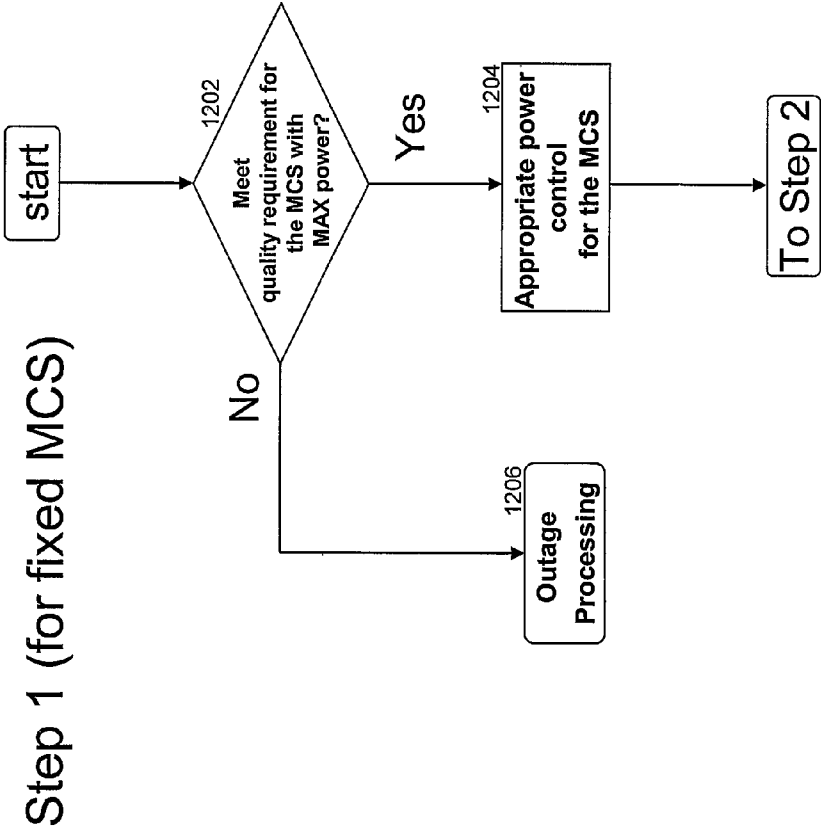 Step 1 (for fixed MCS)
start
1202
Meet
quality requirement for
the MCS with
MAX power?
No
Yes
1204
Appropriate power
control
for the MCS
1206
Outage
Processing
To Step 2